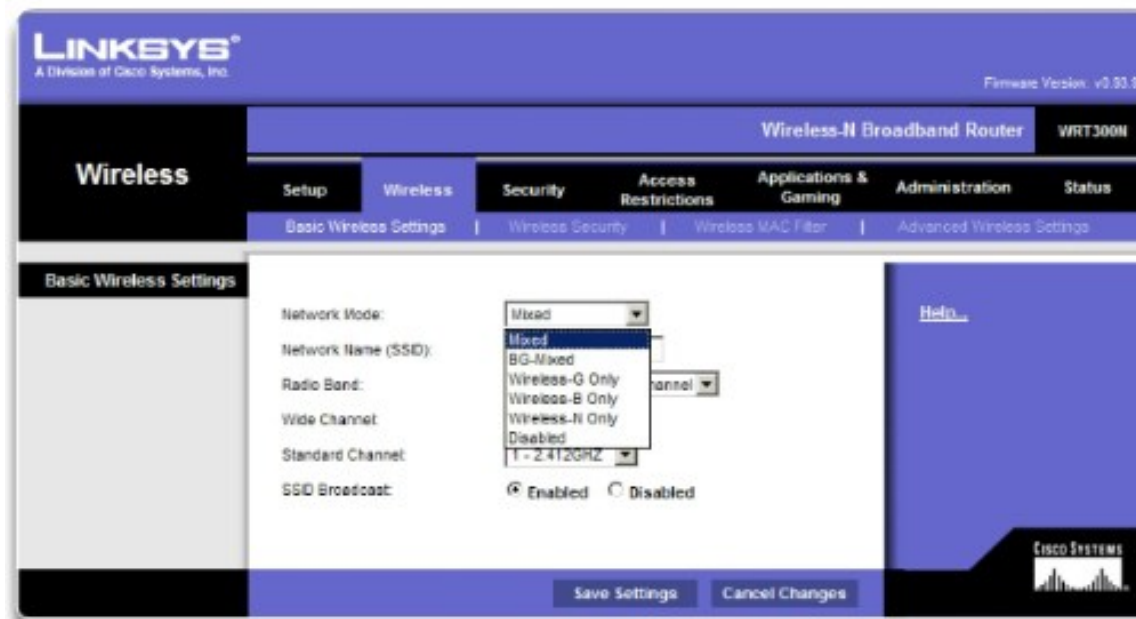 LINKSYS®
A Division of Cisco Systems, Inc.
Firmware Version: v0.93.
Wireless-N Broadband Router WRT300N
Wireless
Setup Wireless Security Access Restrictions Applications & Gaming Administration Status
Basic Wireless Settings | Wireless Security | Wireless MAC Filter | Advanced Wireless Settings
Basic Wireless Settings
Help...
Network Mode: Mixed
Network Name (SSID):
Mixed
BG-Mixed
Wireless-G Only
Wireless-B Only
Wireless-N Only
Disabled
Radio Band:
Wide Channel:
Standard Channel: 1 - 2.412GHZ
SSID Broadcast: Enabled Disabled
CISCO SYSTEMS
Save Settings Cancel Changes